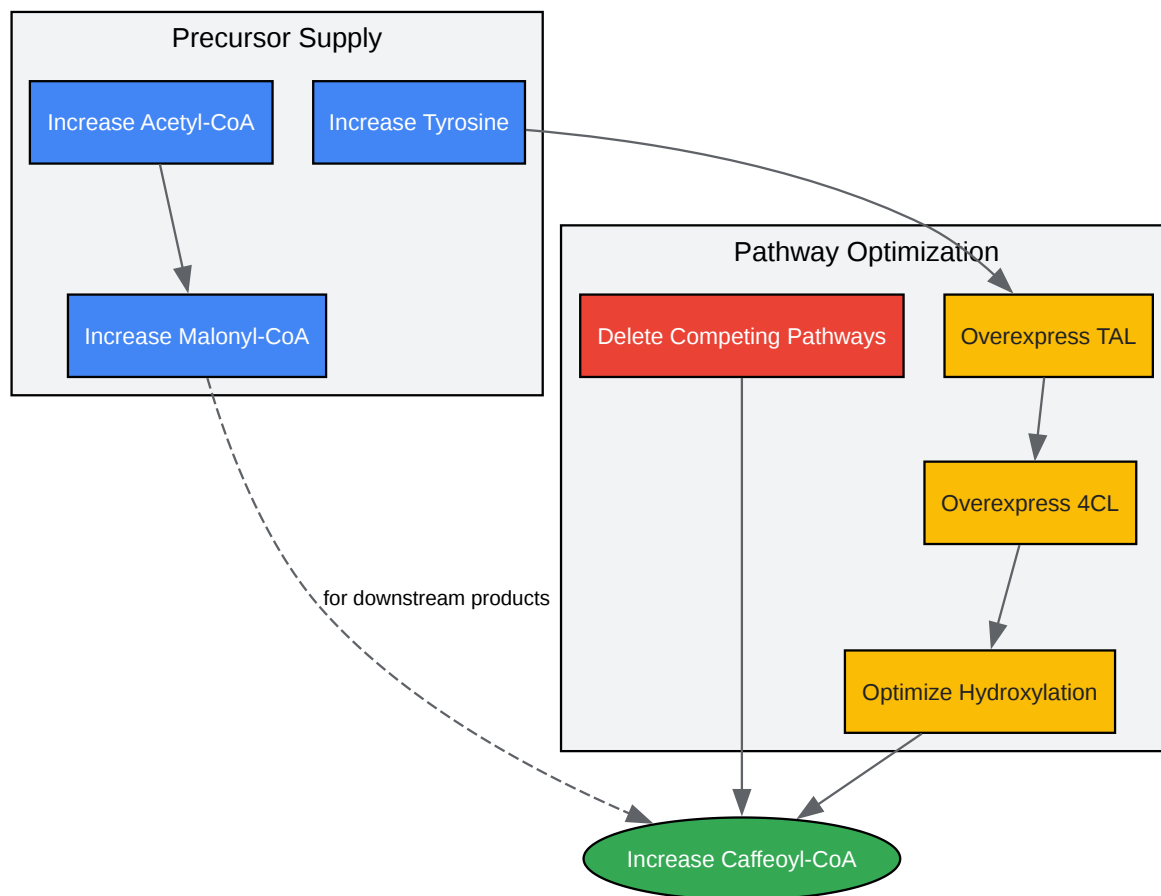 Precursor Supply
Increase Acetyl-CoA
Increase Tyrosine
Increase Malonyl-CoA
Pathway Optimization
Delete Competing Pathways
Overexpress TAL
Overexpress 4CL
for downstream products
Optimize Hydroxylation
Increase Caffeoyl-CoA